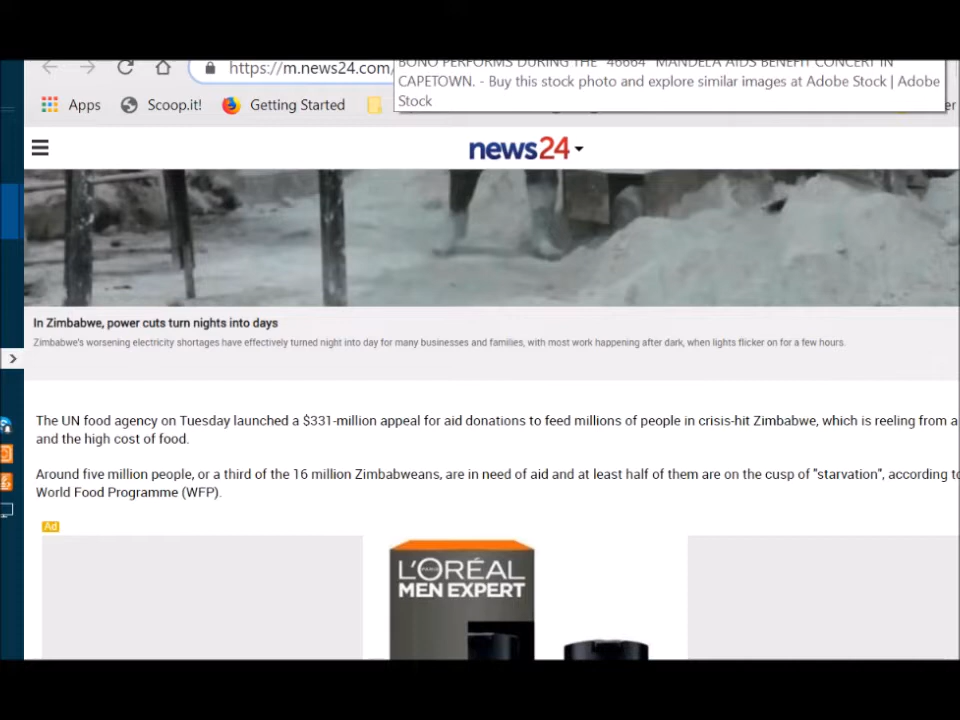 BONO PERFORMS DURING THE "46664" MANDELA AIDS BENEFIT CONCERT IN
https://m.news24.com/
CAPETOWN. - Buy this stock photo and explore similar images at Adobe Stock | Adobe
Stock
Apps
Scoop.it!
Getting Started
er
news24
In Zimbabwe, power cuts turn nights into days
Zimbabwe's worsening electricity shortages have effectively turned night into day for many businesses and families, with most work happening after dark, when lights flicker on for a few hours.
The UN food agency on Tuesday launched a $331-million appeal for aid donations to feed millions of people in crisis-hit Zimbabwe, which is reeling from a
and the high cost of food.
Around five million people, or a third of the 16 million Zimbabweans, are in need of aid and at least half of them are on the cusp of "starvation", according to
World Food Programme (WFP).
Ad
L'ORÉAL
PARIS
MEN EXPERT